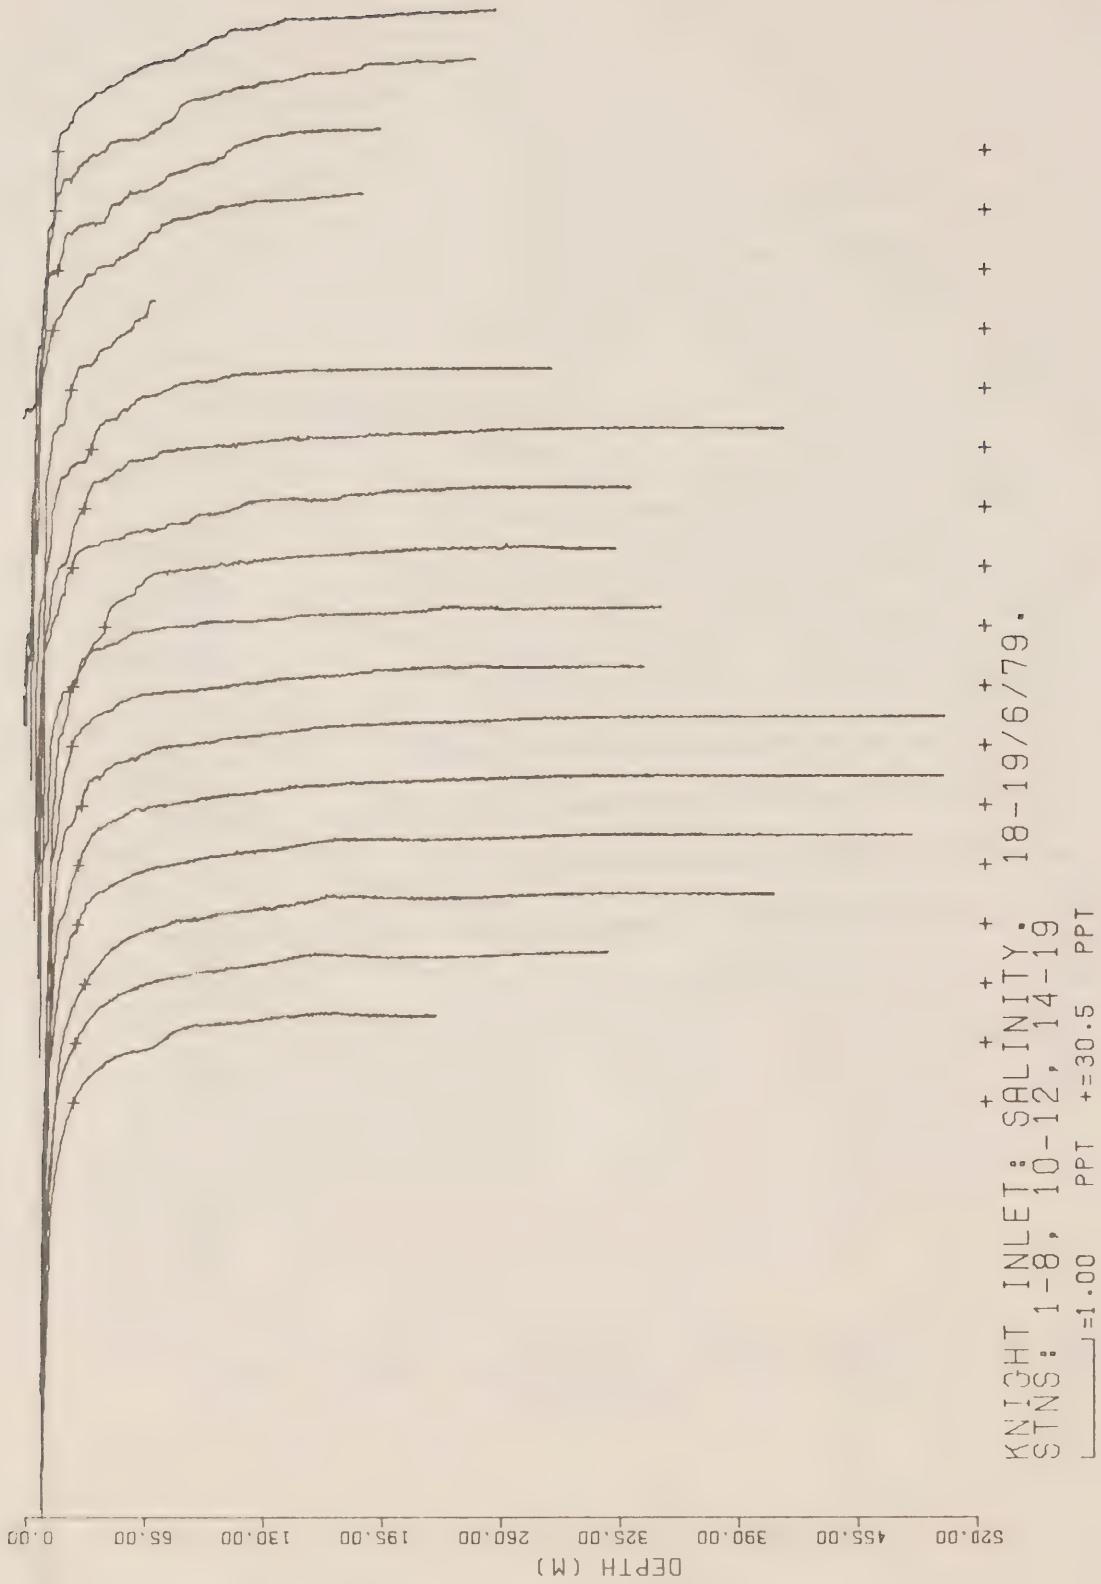 KNIGHT INLET: SALINITY. 18-19/6/79.
STNS: 1-8, 10-12, 14-19
=1.00 PPT +=30.5 PPT
DEPTH (M)
0.00
65.00
130.00
195.00
260.00
325.00
390.00
455.00
520.00